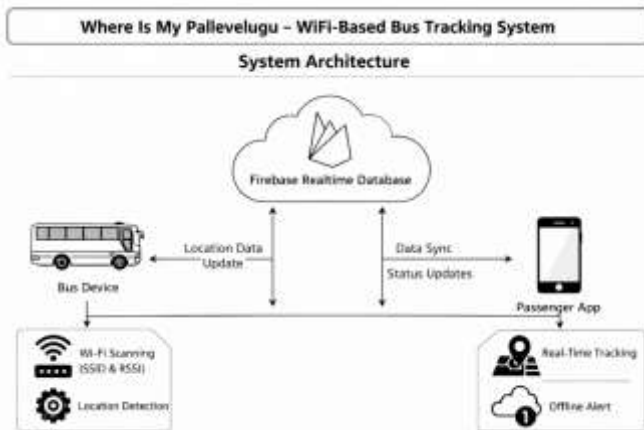 Where Is My Pallevelugu – WiFi-Based Bus Tracking System
System Architecture
Firebase Realtime Database
Location Data
Update
Data Sync
Status Updates
Bus Device
Passenger App
Wi-Fi Scanning
(SSID & RSSI)
Location Detection
Real-Time Tracking
Offline Alert
1